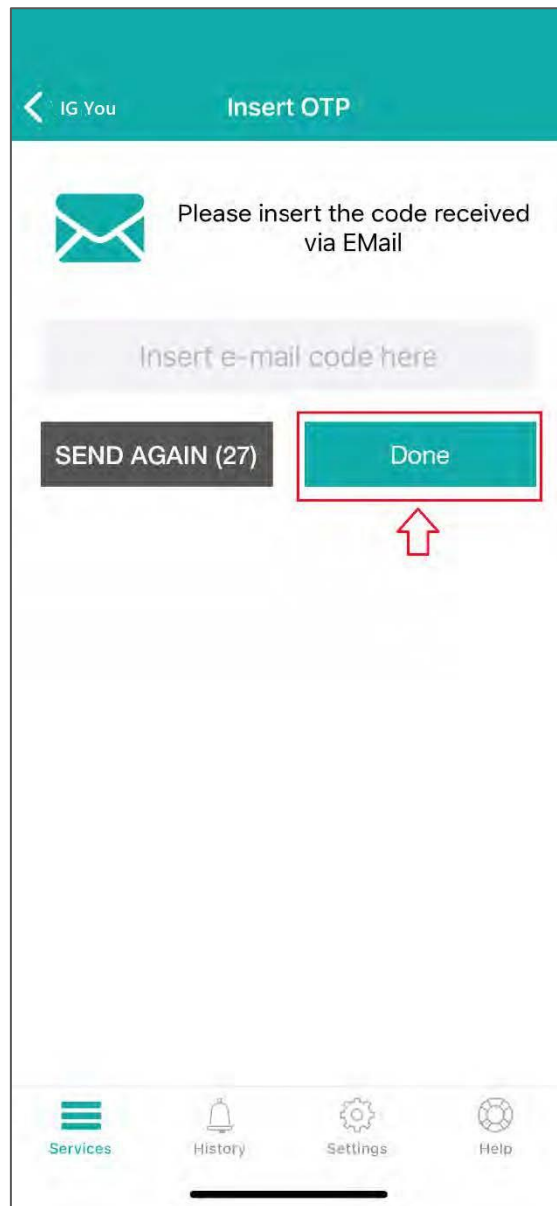 IG You
Insert OTP
Please insert the code received
via EMail
Insert e-mail code here
SEND AGAIN (27)
Done
Services
History
Settings
Help